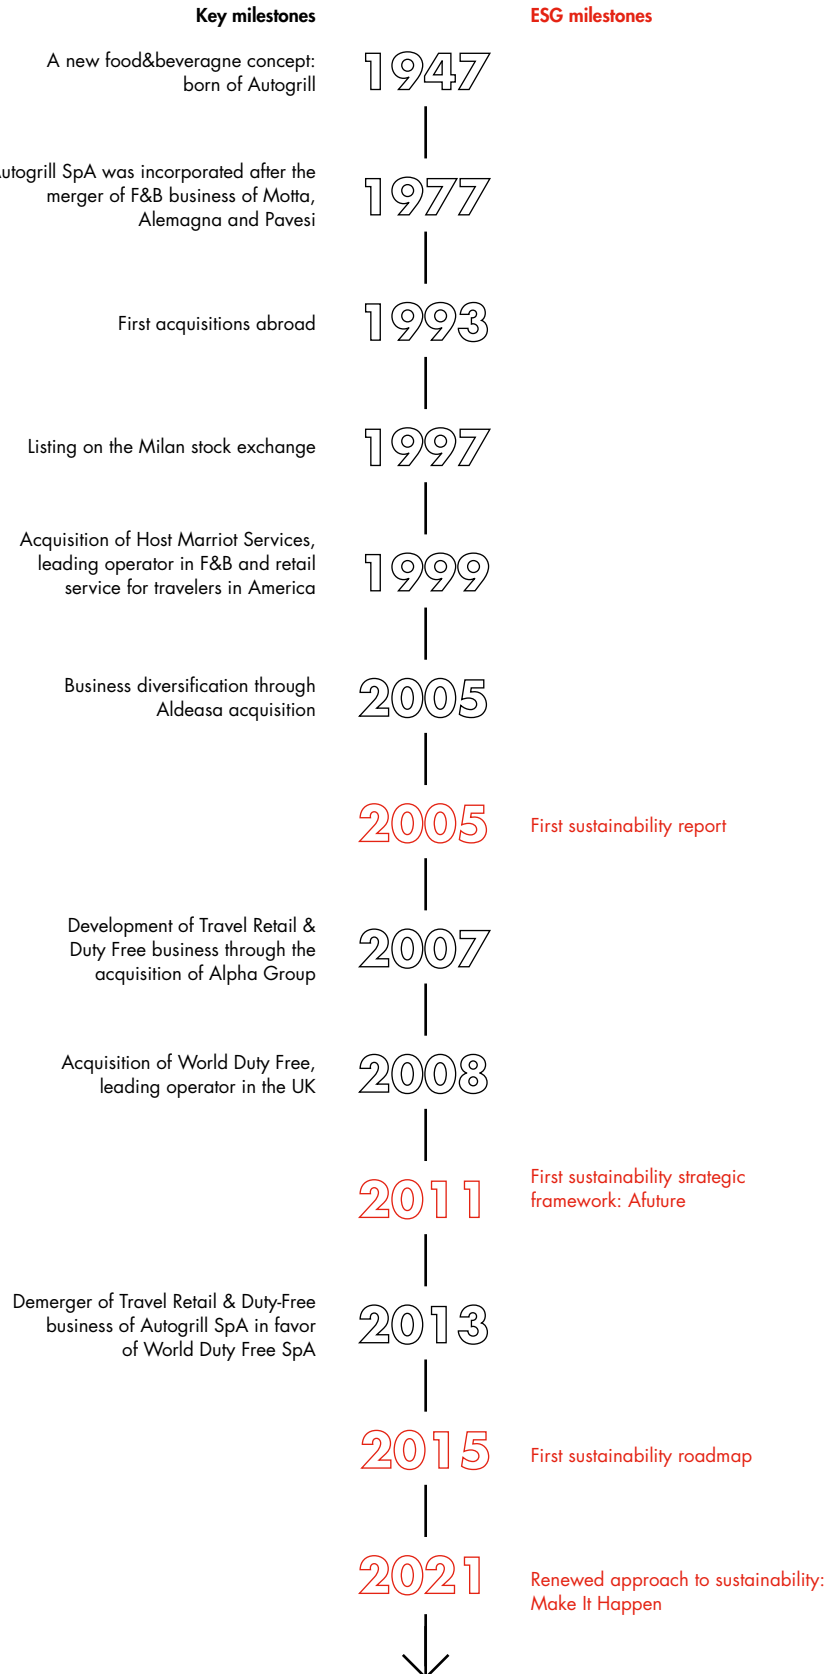 Key milestones
ESG milestones
A new food&beveragne concept:
born of Autogrill
1947
utogrill SpA was incorporated after the
merger of F&B business of Motta,
Alemagna and Pavesi
1977
First acquisitions abroad
1993
Listing on the Milan stock exchange
1997
Acquisition of Host Marriot Services,
leading operator in F&B and retail
service for travelers in America
1999
Business diversification through
Aldeasa acquisition
2005
2005
First sustainability report
Development of Travel Retail &
Duty Free business through the
acquisition of Alpha Group
2007
Acquisition of World Duty Free,
leading operator in the UK
2008
2011
First sustainability strategic
framework: Afuture
Demerger of Travel Retail & Duty-Free
business of Autogrill SpA in favor
of World Duty Free SpA
2013
2015
First sustainability roadmap
2021
Renewed approach to sustainability:
Make It Happen